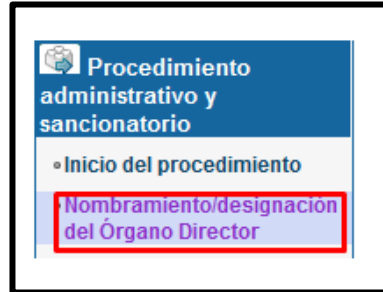 Procedimiento
administrativo y
sancionatorio
•Inicio del procedimiento
•Nombramiento/designación
del Órgano Director